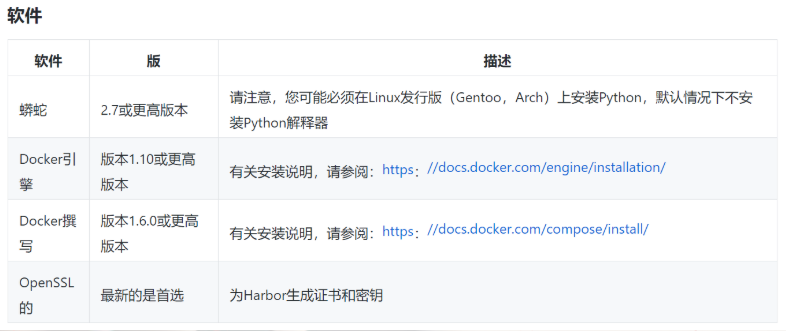 软件
软件 版 描述
蟒蛇 2.7或更高版本 请注意，您可能必须在Linux发行版（Gentoo，Arch）上安装Python，默认情况下不安
装Python解释器
Docker引
擎 版本1.10或更高
版本 有关安装说明，请参阅：https：//docs.docker.com/engine/installation/
Docker撰
写 版本1.6.0或更高
版本 有关安装说明，请参阅：https：//docs.docker.com/compose/install/
OpenSSL
的 最新的是首选 为Harbor生成证书和密钥